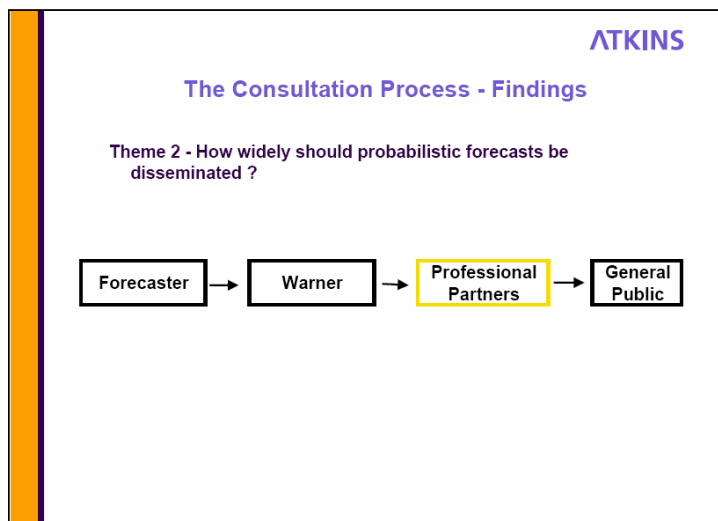 ATKINS
The Consultation Process - Findings
Theme 2 - How widely should probabilistic forecasts be
disseminated ?
Forecaster
Warner
Professional
Partners
General
Public